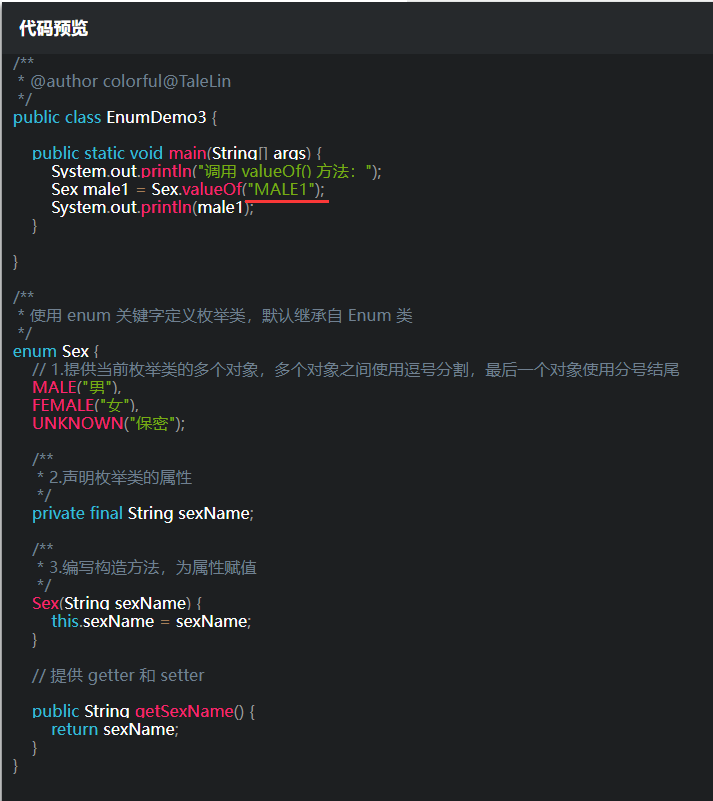 代码预览
/**
 * @author colorful@TaleLin
 */
public class EnumDemo3 {
    public static void main(String[] args) {
        System.out.println("调用 valueOf() 方法：");
        Sex male1 = Sex.valueOf("MALE1");
        System.out.println(male1);
    }
}
/**
 * 使用 enum 关键字定义枚举类，默认继承自 Enum 类
 */
enum Sex {
    // 1.提供当前枚举类的多个对象，多个对象之间使用逗号分割，最后一个对象使用分号结尾
    MALE("男"),
    FEMALE("女"),
    UNKNOWN("保密");
    /**
     * 2.声明枚举类的属性
     */
    private final String sexName;
    /**
     * 3.编写构造方法，为属性赋值
     */
    Sex(String sexName) {
        this.sexName = sexName;
    }
    // 提供 getter 和 setter
    public String getSexName() {
        return sexName;
    }
}